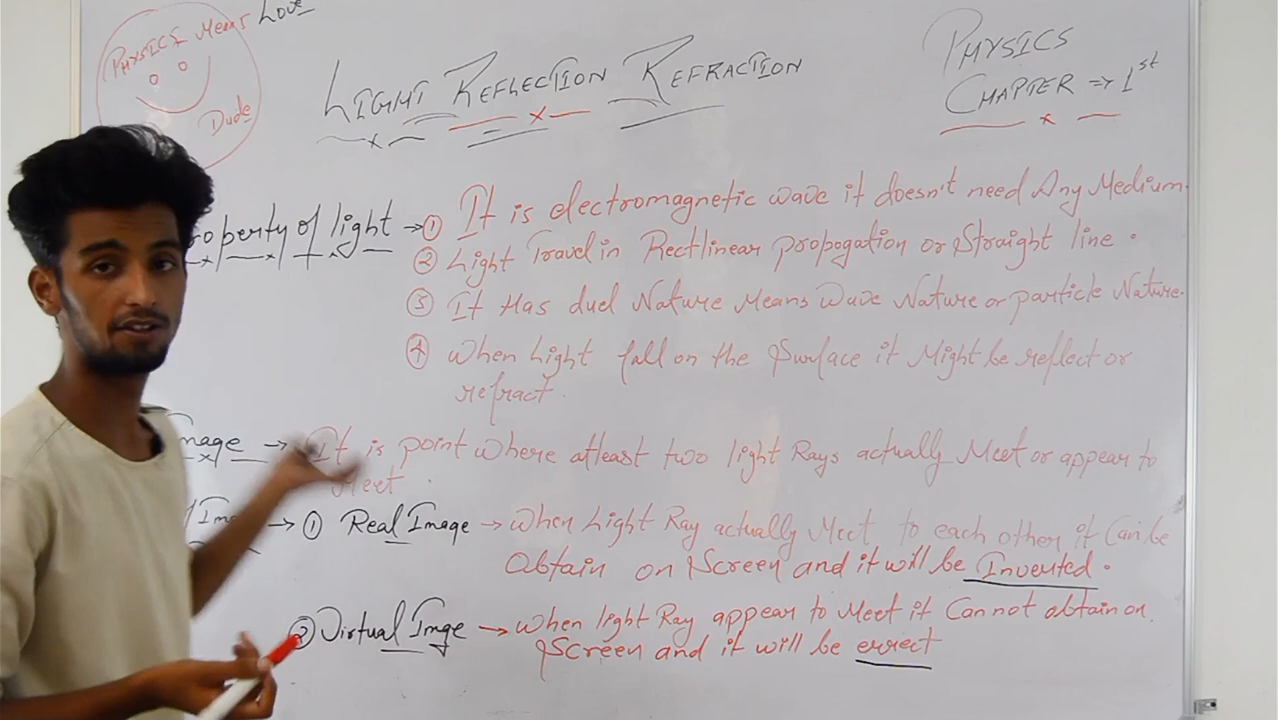 PHYSICS Means Love
Dude
LIGHT REFLECTION REFRACTION
PHYSICS
CHAPTER ⇒ 1st
roperty of light → ① It is electromagnetic wave it doesn't need Any Medium.
② Light Travel in Rectlinear propogation or Straight line.
③ It Has duel Nature Means Wave Nature or particle Nature.
④ When Light fall on the Surface it Might be reflect or
refract.
mage → It is point Where atleast two light Rays actually Meet or appear to
Meet.
① Real Image → When Light Ray actually Meet to each other it Can be
Obtain on Screen and it will be Inverted.
② Virtual Imge → When light Ray appear to Meet it Can not obtain on
Screen and it will be errect